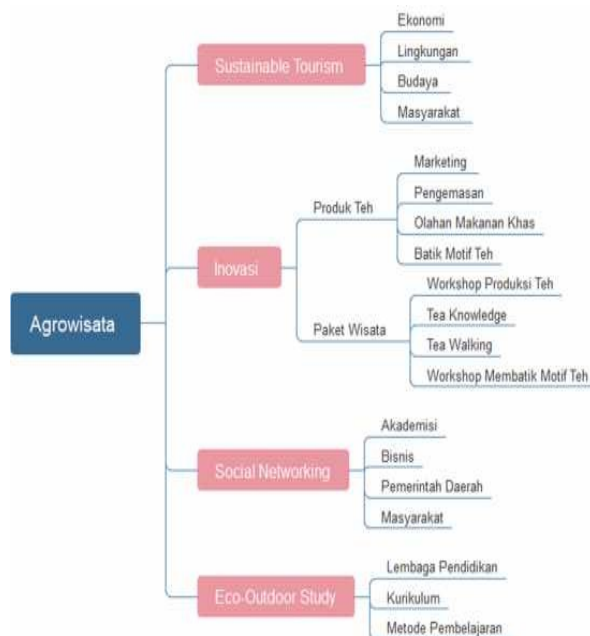 Agrowisata
Sustainable Tourism
Ekonomi
Lingkungan
Budaya
Masyarakat
Inovasi
Produk Teh
Marketing
Pengemasan
Olahan Makanan Khas
Batik Motif Teh
Paket Wisata
Workshop Produksi Teh
Tea Knowledge
Tea Walking
Workshop Membatik Motif Teh
Social Networking
Akademisi
Bisnis
Pemerintah Daerah
Masyarakat
Eco-Outdoor Study
Lembaga Pendidikan
Kurikulum
Metode Pembelajaran